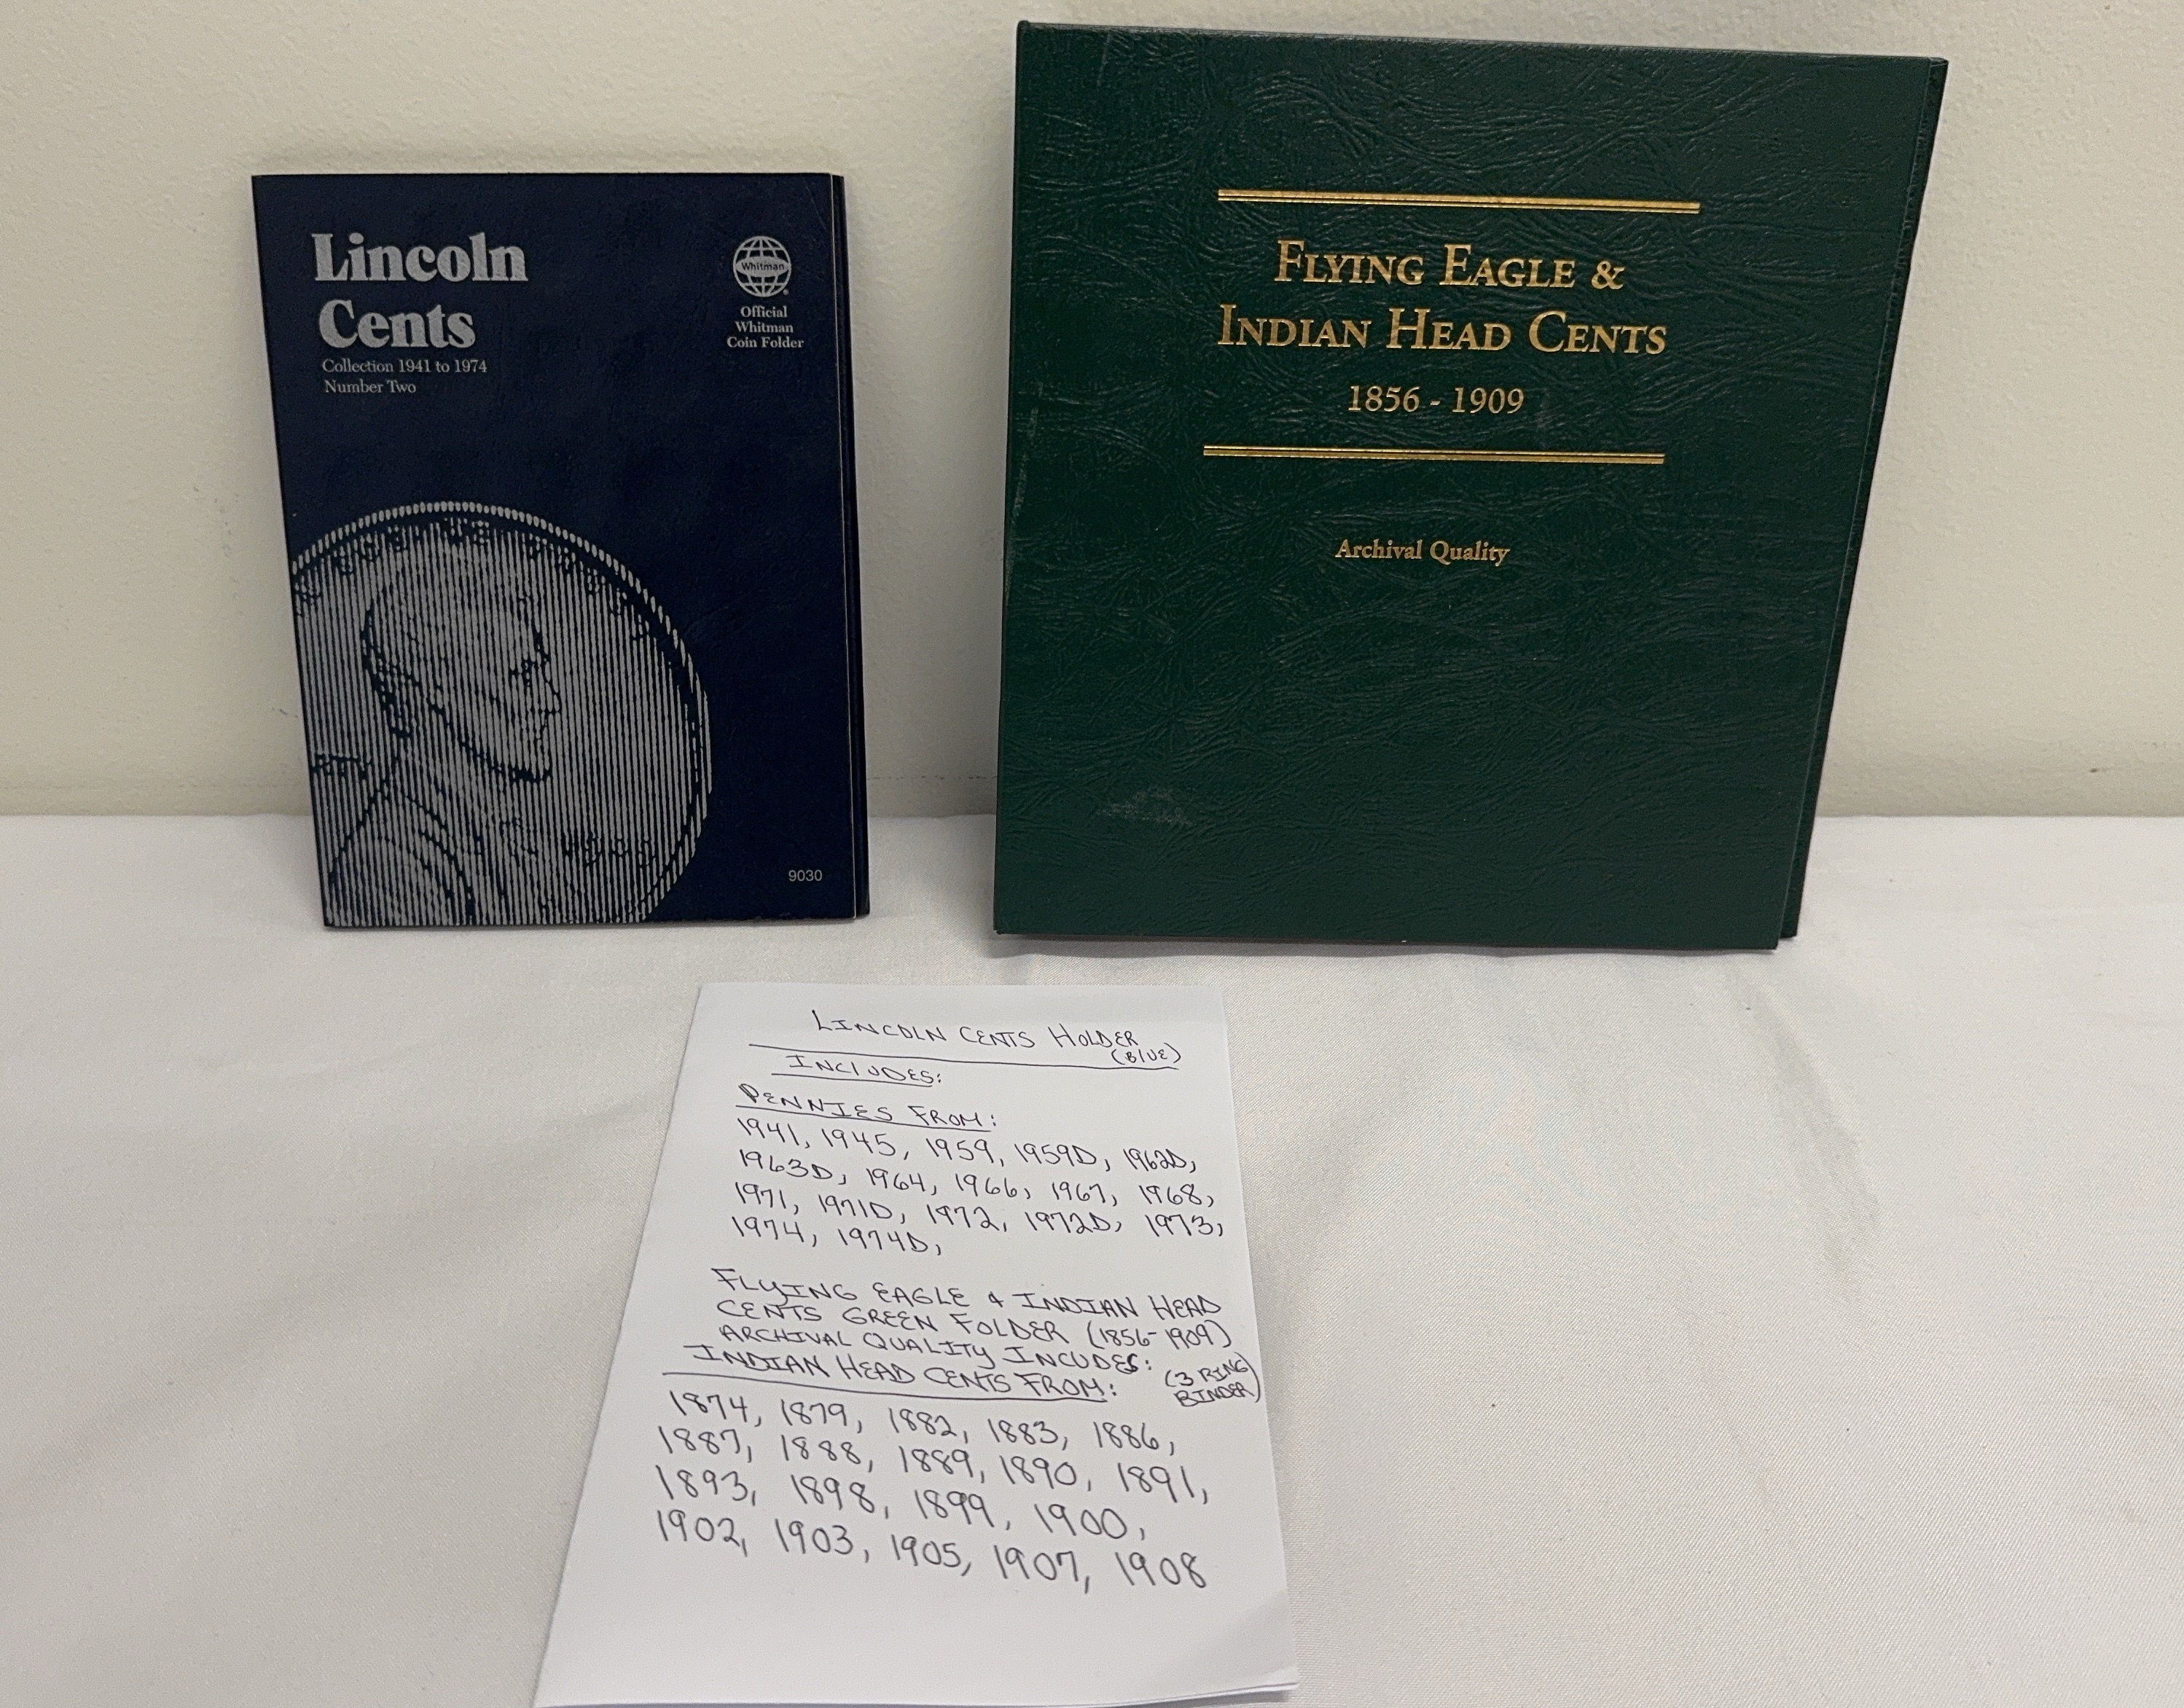 Lincoln
Cents
Collection 1941 to 1974
Number Two
Whitman
Official
Whitman
Coin Folder
9030
FLYING EAGLE &
INDIAN HEAD CENTS
1856 - 1909
Archival Quality
LINCOLN CENTS HOLDER
(BLUE)
INCLUDES:
PENNIES FROM:
1941, 1945, 1959, 1959D, 1962D,
1963D, 1964, 1966, 1967, 1968,
1971, 1971D, 1972, 1972D, 1973,
1974, 1974D,
FLYING EAGLE & INDIAN HEAD
CENTS GREEN FOLDER (1856-1909)
ARCHIVAL QUALITY INCUDES:
INDIAN HEAD CENTS FROM:
(3 RING
BINDER)
1874, 1879, 1882, 1883, 1886,
1887, 1888, 1889, 1890, 1891,
1893, 1898, 1899, 1900,
1902, 1903, 1905, 1907, 1908